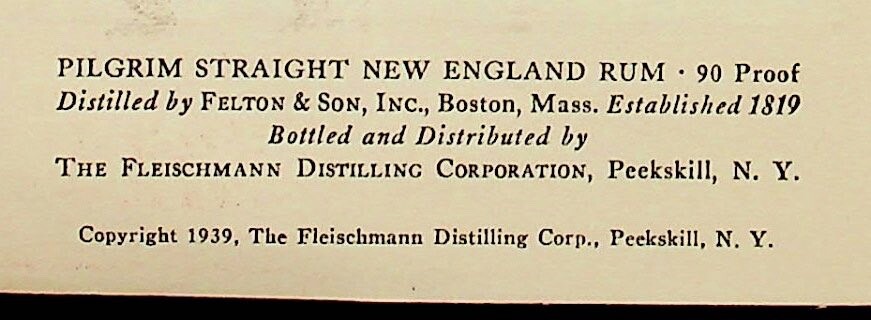 PILGRIM STRAIGHT NEW ENGLAND RUM · 90 Proof
Distilled by FELTON & SON, INC., Boston, Mass. Established 1819
Bottled and Distributed by
THE FLEISCHMANN DISTILLING CORPORATION, Peekskill, N. Y.
Copyright 1939, The Fleischmann Distilling Corp., Peekskill, N. Y.